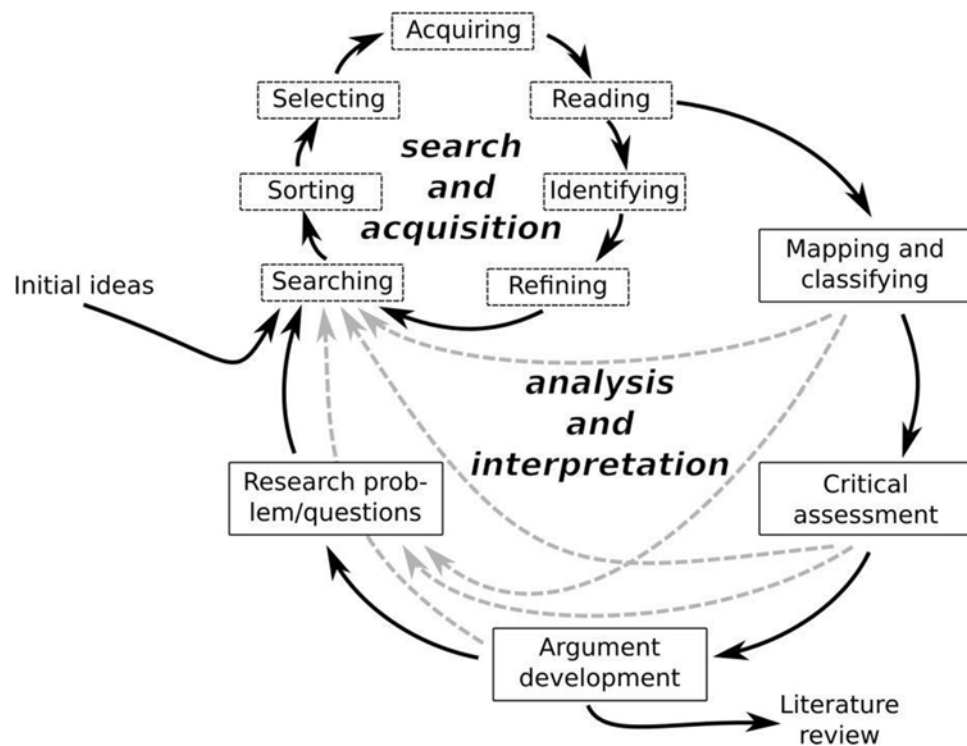 Acquiring
Selecting
Reading
search
and
acquisition
Sorting
Identifying
Mapping and
classifying
Initial ideas
Searching
Refining
analysis
and
interpretation
Research prob-
lem/questions
Critical
assessment
Argument
development
Literature
review